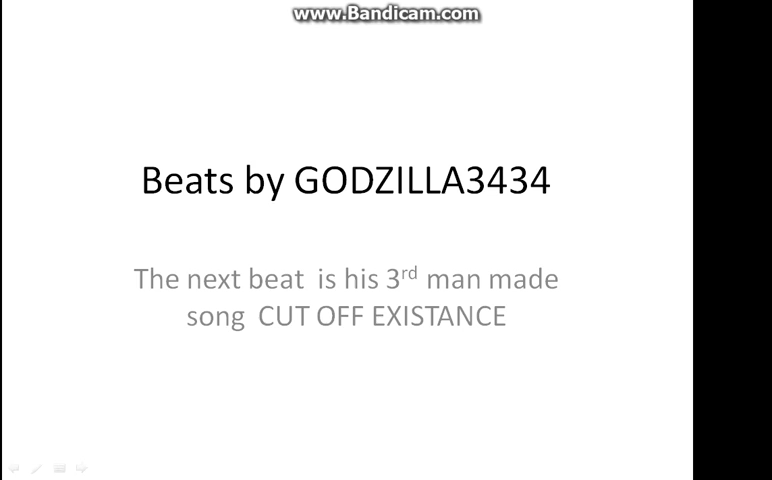 www.Bandicam.com
Beats by GODZILLA3434
The next beat  is his 3rd man made
song  CUT OFF EXISTANCE